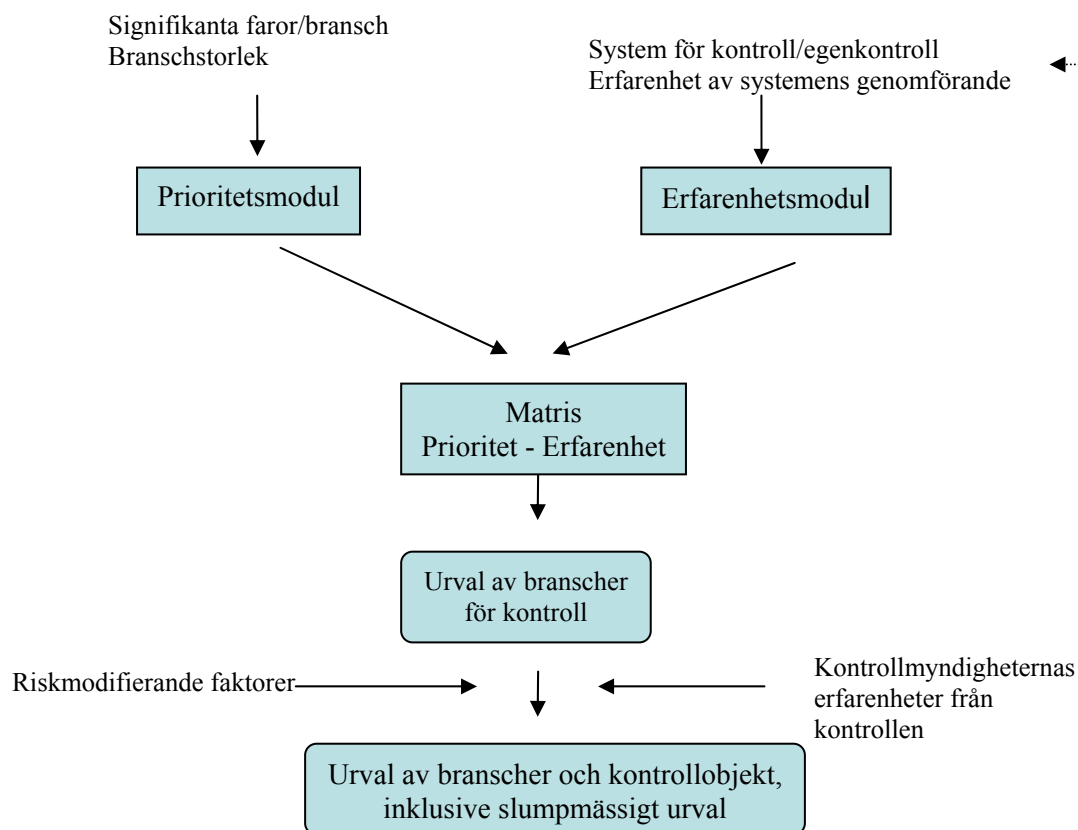 Signifikanta faror/bransch
Branschstorlek
System för kontroll/egenkontroll
Erfarenhet av systemens genomförande
Prioritetsmodul
Erfarenhetsmodul
Matris
Prioritet - Erfarenhet
Urval av branscher
för kontroll
Riskmodifierande faktorer
Kontrollmyndigheternas
erfarenheter från
kontrollen
Urval av branscher och kontrollobjekt,
inklusive slumpmässigt urval